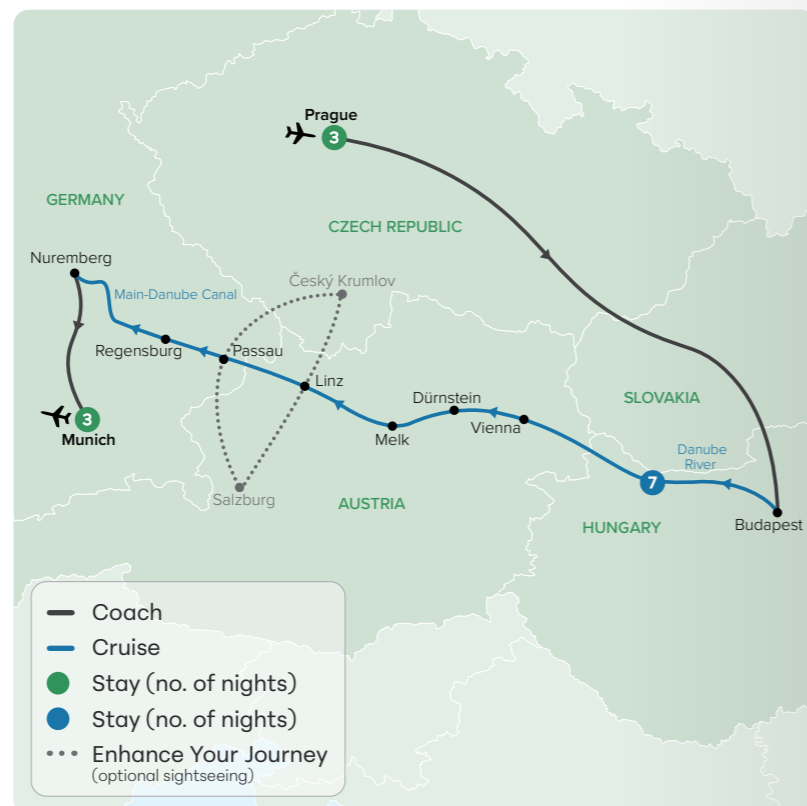 Prague
3
GERMANY
CZECH REPUBLIC
Nuremberg
Český Krumlov
Main-Danube Canal
Regensburg
Passau
Linz
SLOVAKIA
Dürnstein
3
Munich
Melk
Vienna
Danube
River
7
Salzburg
AUSTRIA
HUNGARY
Budapest
Coach
Cruise
Stay (no. of nights)
Stay (no. of nights)
Enhance Your Journey
(optional sightseeing)